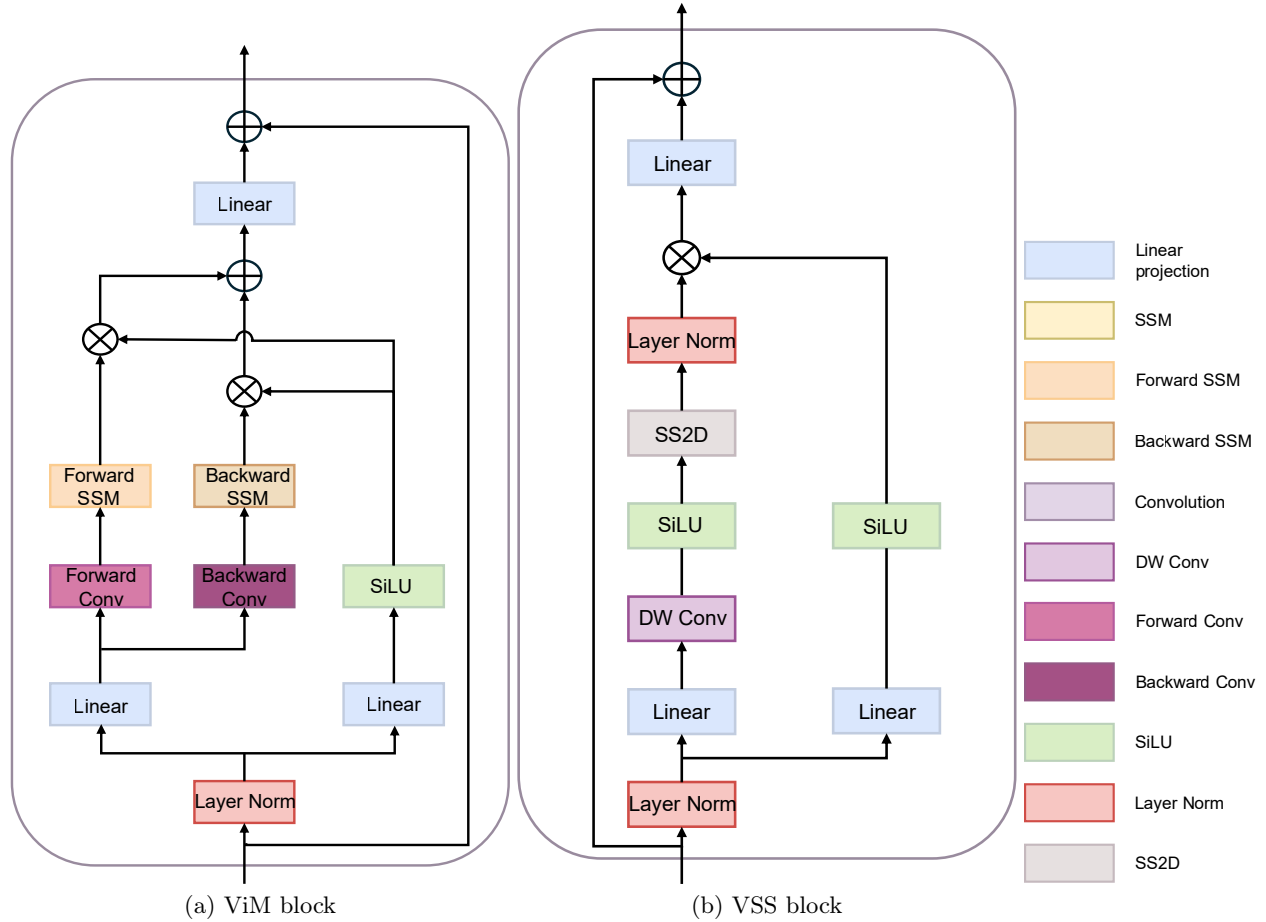 Linear
Forward
SSM
Backward
SSM
Forward
Conv
Backward
Conv
SiLU
Linear
Linear
Layer Norm
(a) ViM block
Linear
Layer Norm
SS2D
SiLU
SiLU
DW Conv
Linear
Linear
Layer Norm
(b) VSS block
Linear
projection
SSM
Forward SSM
Backward SSM
Convolution
DW Conv
Forward Conv
Backward Conv
SiLU
Layer Norm
SS2D